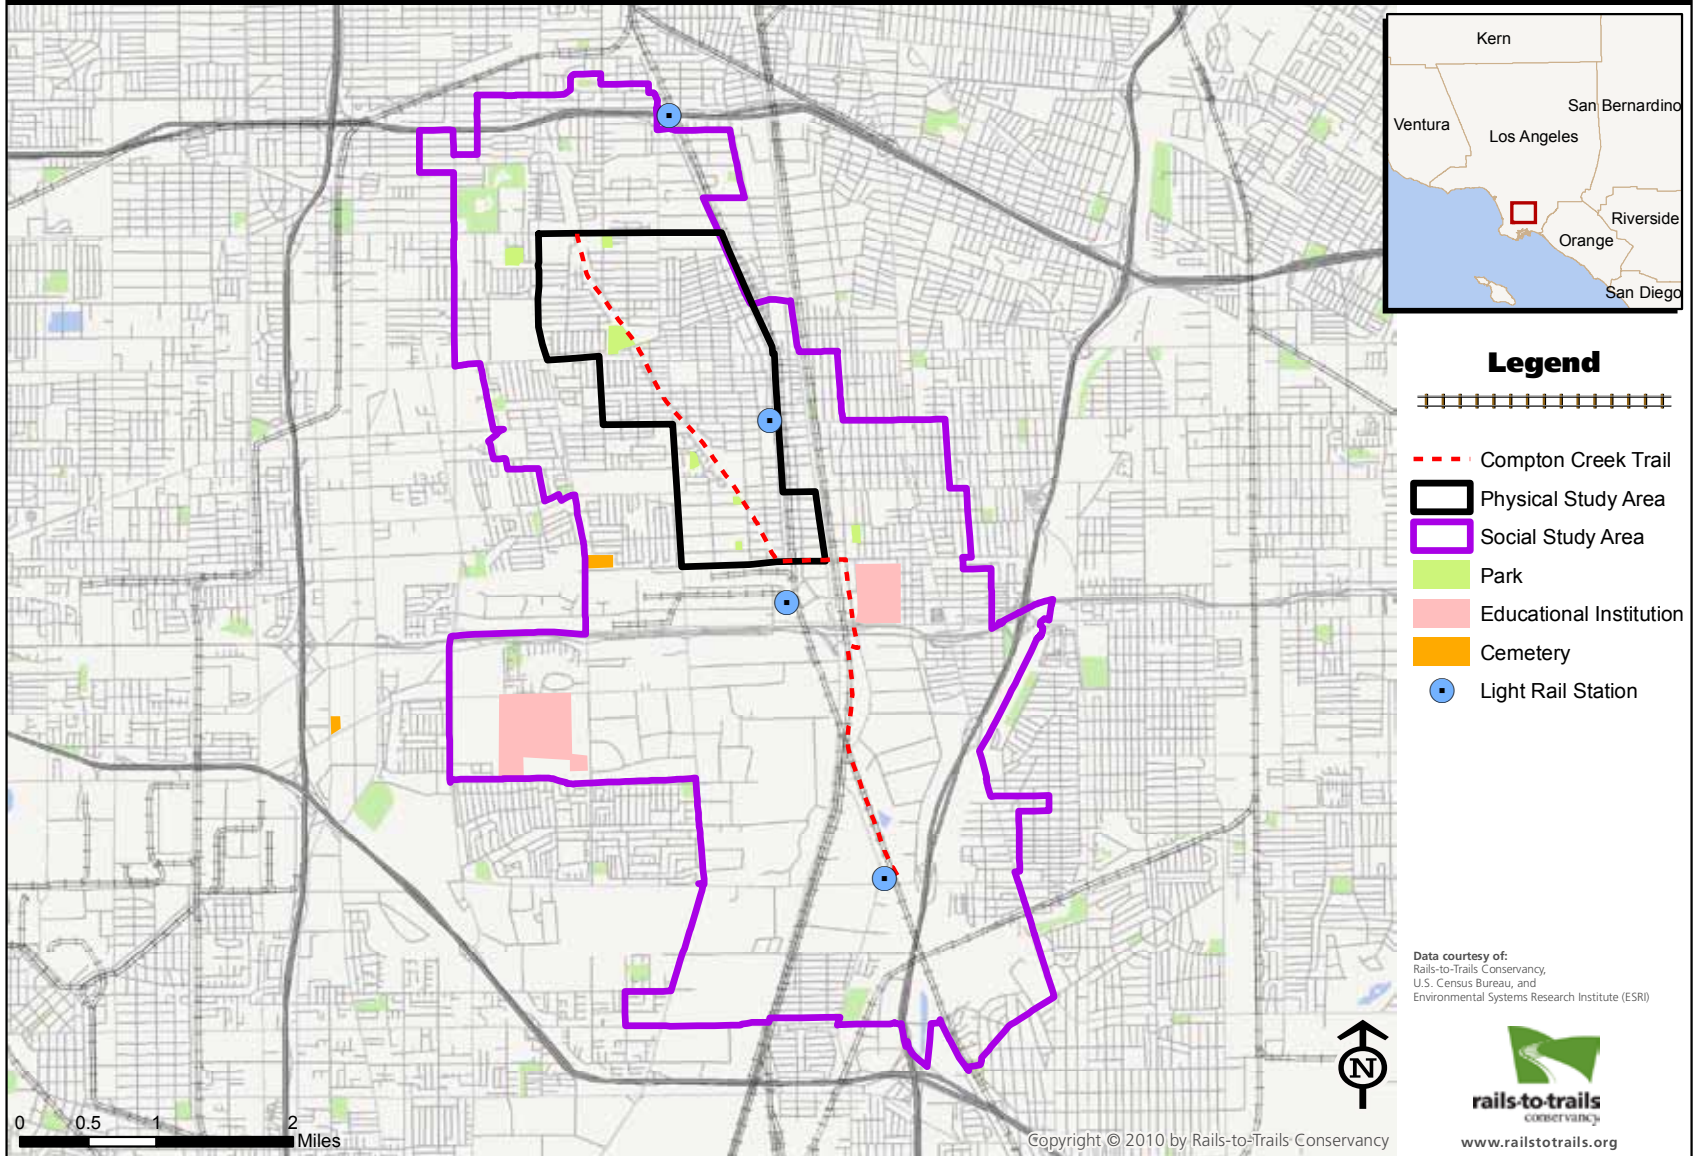 Kern
San Bernardino
Ventura
Los Angeles
Riverside
Orange
San Diego
Legend
Compton Creek Trail
Physical Study Area
Social Study Area
Park
Educational Institution
Cemetery
Light Rail Station
Data courtesy of:
Rails-to-Trails Conservancy,
U.S. Census Bureau, and
Environmental Systems Research Institute (ESRI)
N
rails-to-trails
conservancy
www.railstotrails.org
0 0.5 1 2
Miles
Copyright © 2010 by Rails-to-Trails Conservancy